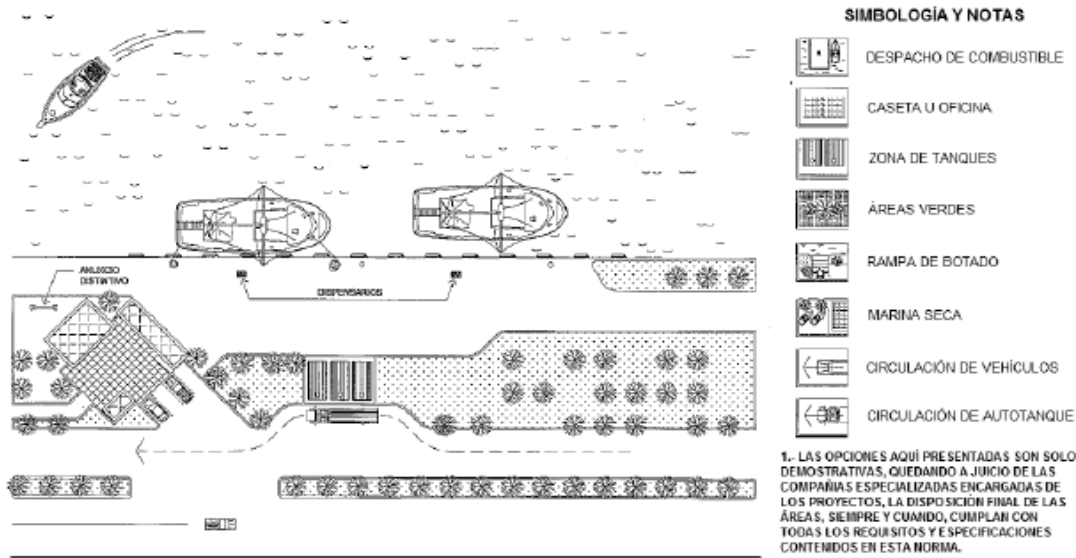 SIMBOLOGÍA Y NOTAS
DESPACHO DE COMBUSTIBLE
CASETA U OFICINA
ZONA DE TANQUES
ÁREAS VERDES
RAMPA DE BOTADO
MARINA SECA
CIRCULACIÓN DE VEHÍCULOS
CIRCULACIÓN DE AUTOTANQUE
1.- LAS OPCIONES AQUÍ PRESENTADAS SON SOLO
DEMOSTRATIVAS, QUEDANDO A JUICIO DE LAS
COMPAÑIAS ESPECIALIZADAS ENCARGADAS DE
LOS PROYECTOS, LA DISPOSICIÓN FINAL DE LAS
ÁREAS, SIEMPRE Y CUANDO, CUMPLAN CON
TODAS LOS REQUISITOS Y ESPECIFICACIONES
CONTENIDOS EN ESTA NORMA.
ANUNCIO
DISTINTIVO
DISPENSARIOS